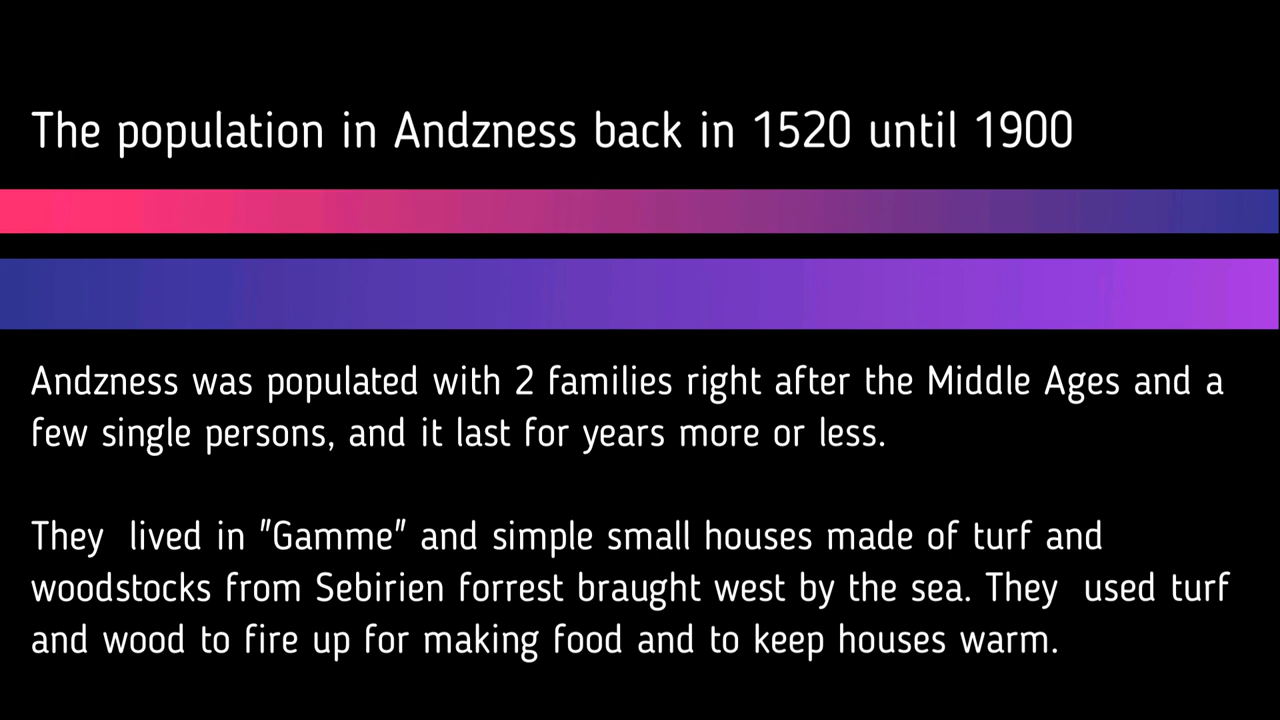 The population in Andzness back in 1520 until 1900
Andzness was populated with 2 families right after the Middle Ages and a
few single persons, and it last for years more or less.
They  lived in "Gamme" and simple small houses made of turf and
woodstocks from Sebirien forrest braught west by the sea. They  used turf
and wood to fire up for making food and to keep houses warm.